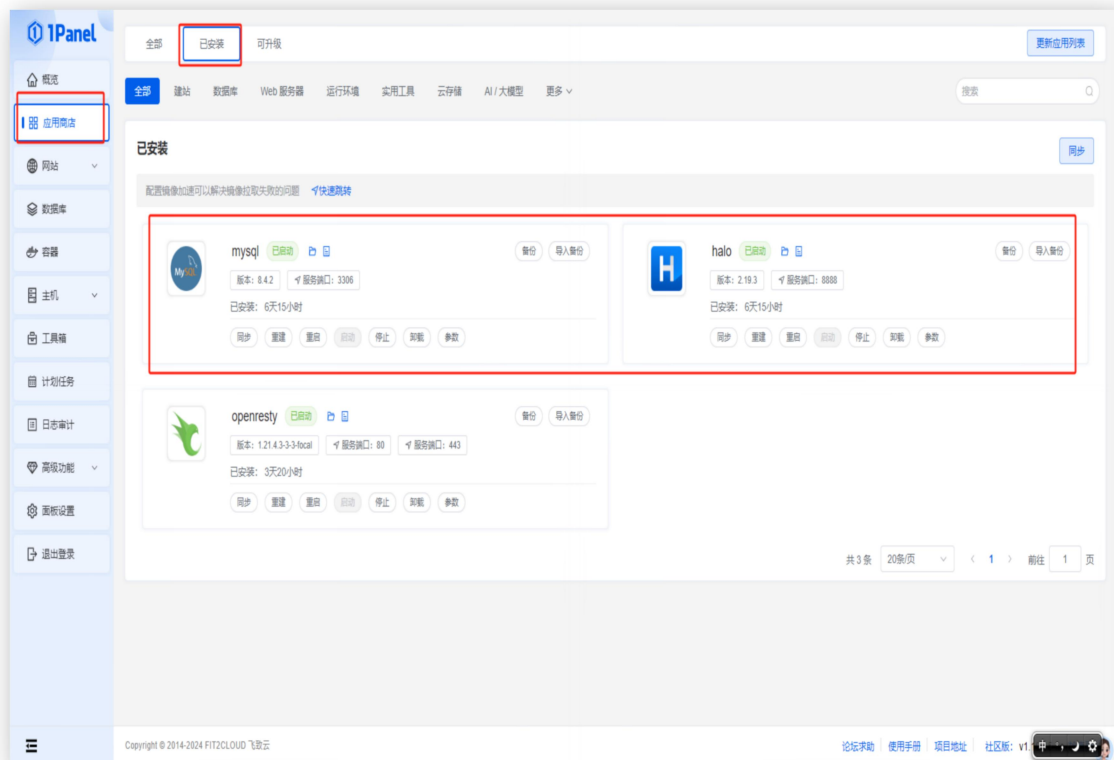 1Panel
概览
应用商店
网站
数据库
容器
主机
工具箱
计划任务
日志审计
高级功能
面板设置
退出登录
全部 已安装 可升级 更新应用列表
全部 建站 数据库 Web 服务器 运行环境 实用工具 云存储 AI / 大模型 更多 搜索
已安装 同步
配置镜像加速可以解决镜像拉取失败的问题 快速跳转
MySQL
mysql 已启动 备份 导入备份
版本: 8.4.2 服务端口: 3306
已安装: 6天15小时
同步 重建 重启 启动 停止 卸载 参数
H
halo 已启动 备份 导入备份
版本: 2.19.3 服务端口: 8888
已安装: 6天15小时
同步 重建 重启 启动 停止 卸载 参数
openresty 已启动 备份 导入备份
版本: 1.21.4.3-3-3-focal 服务端口: 80 服务端口: 443
已安装: 3天20小时
同步 重建 重启 启动 停止 卸载 参数
共 3 条 20条/页 1 前往 1 页
Copyright © 2014-2024 FIT2CLOUD 飞致云
论坛求助 使用手册 项目地址 社区版: v1.
中